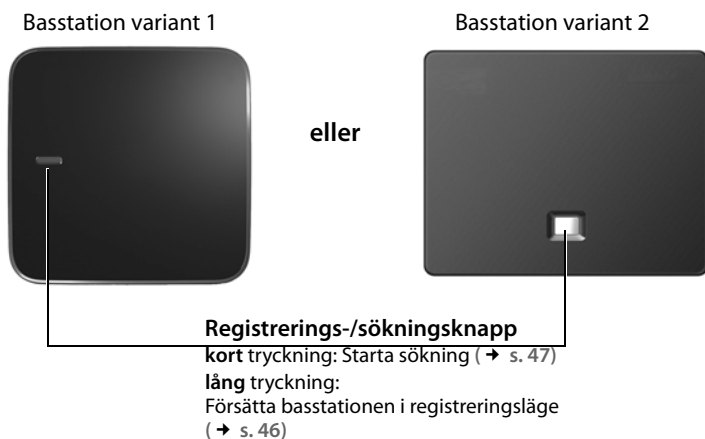 Basstation variant 1
Basstation variant 2
eller
Registrerings-/sökningsknapp
kort tryckning: Starta sökning (➜ s. 47)
lång tryckning:
Försätta basstationen i registreringsläge
(➜ s. 46)